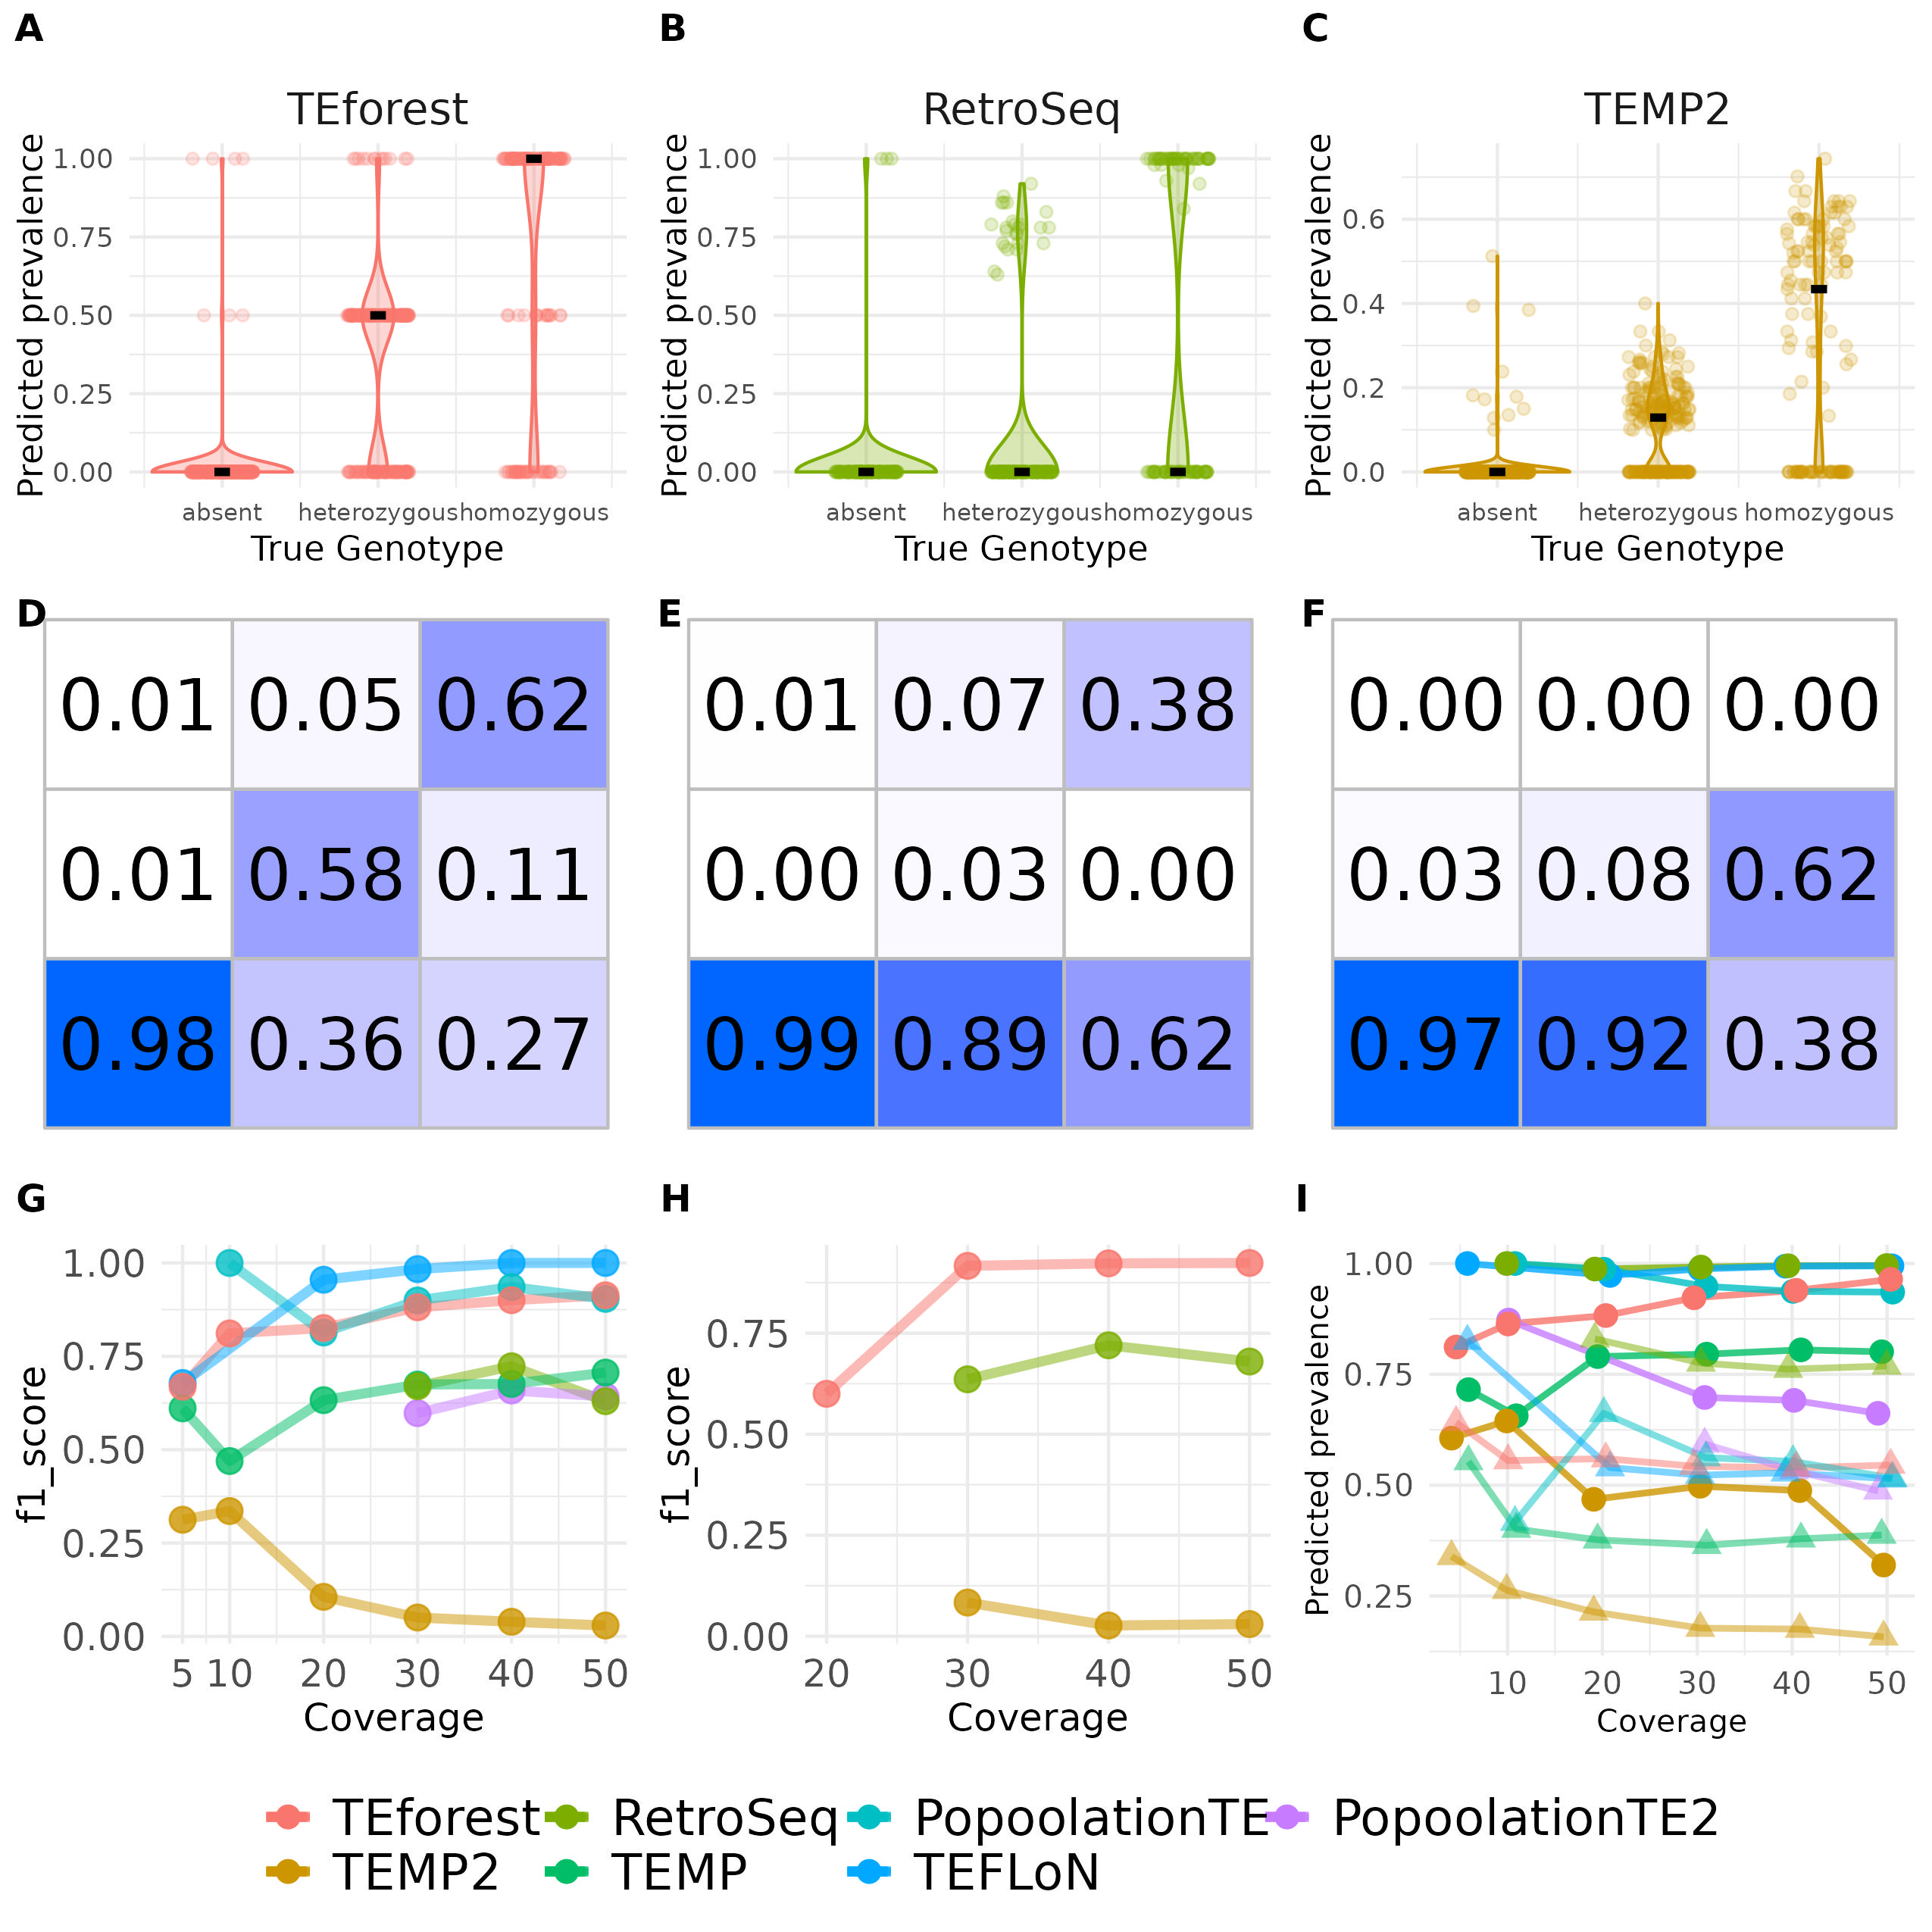 A
B
C
TEforest
RetroSeq
TEMP2
Predicted prevalence
1.00
0.75
0.50
0.25
0.00
absent
heterozygous
homozygous
True Genotype
Predicted prevalence
1.00
0.75
0.50
0.25
0.00
absent
heterozygous
homozygous
True Genotype
Predicted prevalence
0.6
0.4
0.2
0.0
absent
heterozygous
homozygous
True Genotype
D
0.01 0.05 0.62
0.01 0.58 0.11
0.98 0.36 0.27
E
0.01 0.07 0.38
0.00 0.03 0.00
0.99 0.89 0.62
F
0.00 0.00 0.00
0.03 0.08 0.62
0.97 0.92 0.38
G
f1_score
1.00
0.75
0.50
0.25
0.00
5 10 20 30 40 50
Coverage
H
f1_score
0.75
0.50
0.25
0.00
20 30 40 50
Coverage
I
Predicted prevalence
1.00
0.75
0.50
0.25
10 20 30 40 50
Coverage
TEforest RetroSeq PopoolationTE PopoolationTE2
TEMP2 TEMP TEFLoN